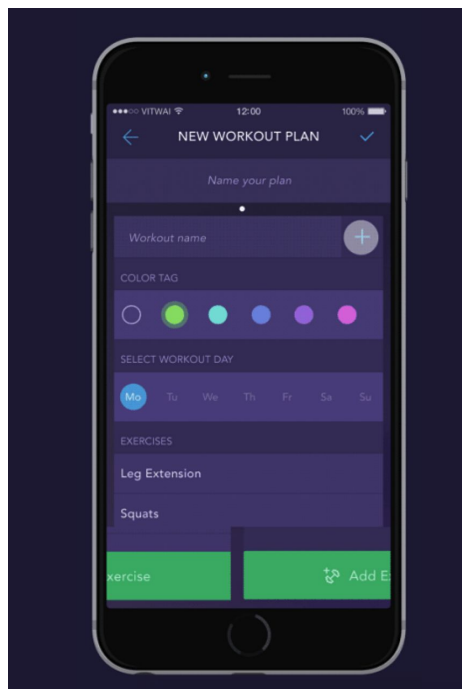 VITWAI 12:00 100%
NEW WORKOUT PLAN
Name your plan
Workout name
COLOR TAG
SELECT WORKOUT DAY
Mo Tu We Th Fr Sa Su
EXERCISES
Leg Extension
Squats
xercise Add E